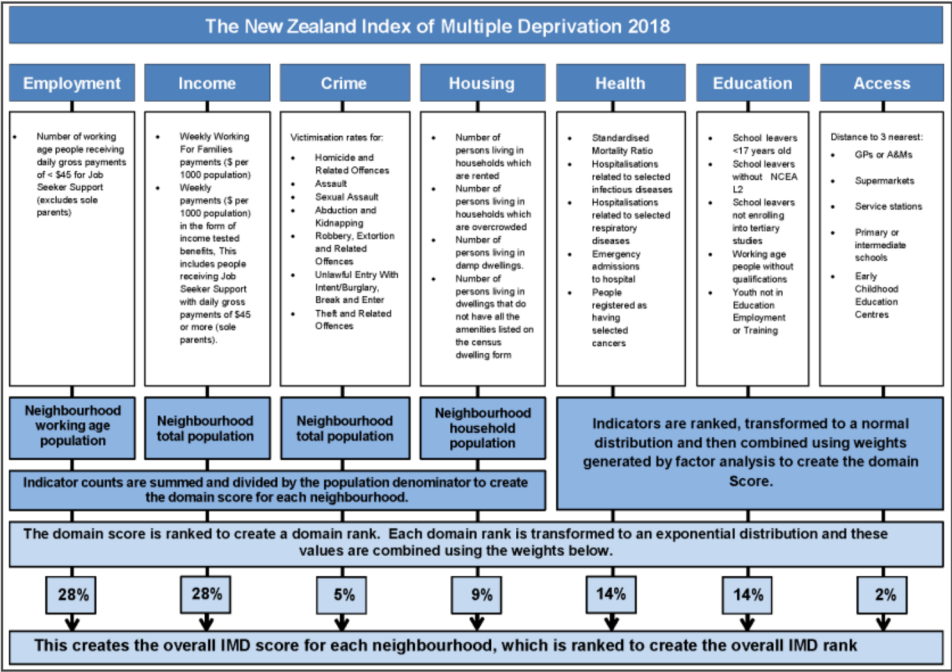 The New Zealand Index of Multiple Deprivation 2018
Employment
Income
Crime
Housing
Health
Education
Access
• Number of working
age people receiving
daily gross payments
of < $45 for Job
Seeker Support
(excludes sole
parents)
• Weekly Working
For Families
payments ($ per
1000 population)
• Weekly
payments ($ per
1000 population)
in the form of
income tested
benefits, This
includes people
receiving Job
Seeker Support
with daily gross
payments of $45
or more (sole
parents).
Victimisation rates for:
• Homicide and
Related Offences
• Assault
• Sexual Assault
• Abduction and
Kidnapping
• Robbery, Extortion
and Related
Offences
• Unlawful Entry With
Intent/Burglary,
Break and Enter
• Theft and Related
Offences
• Number of
persons living in
households which
are rented
• Number of
persons living in
households which
are overcrowded
• Number of
persons living in
damp dwellings.
• Number of
persons living in
dwellings that do
not have all the
amenities listed on
the census
dwelling form
• Standardised
Mortality Ratio
• Hospitalisations
related to selected
infectious diseases
• Hospitalisations
related to selected
respiratory
diseases
• Emergency
admissions
to hospital
• People
registered as
having
selected
cancers
• School leavers
<17 years old
• School leavers
without NCEA
L2
• School leavers
not enrolling
into tertiary
studies
• Working age
people without
qualifications
• Youth not in
Education
Employment
or Training
Distance to 3 nearest:
• GPs or A&Ms
• Supermarkets
• Service stations
• Primary or
intermediate
schools
• Early
Childhood
Education
Centres
Neighbourhood
working age
population
Neighbourhood
total population
Neighbourhood
total population
Neighbourhood
household
population
Indicators are ranked, transformed to a normal
distribution and then combined using weights
generated by factor analysis to create the domain
Score.
Indicator counts are summed and divided by the population denominator to create
the domain score for each neighbourhood.
The domain score is ranked to create a domain rank. Each domain rank is transformed to an exponential distribution and these
values are combined using the weights below.
28%
28%
5%
9%
14%
14%
2%
This creates the overall IMD score for each neighbourhood, which is ranked to create the overall IMD rank